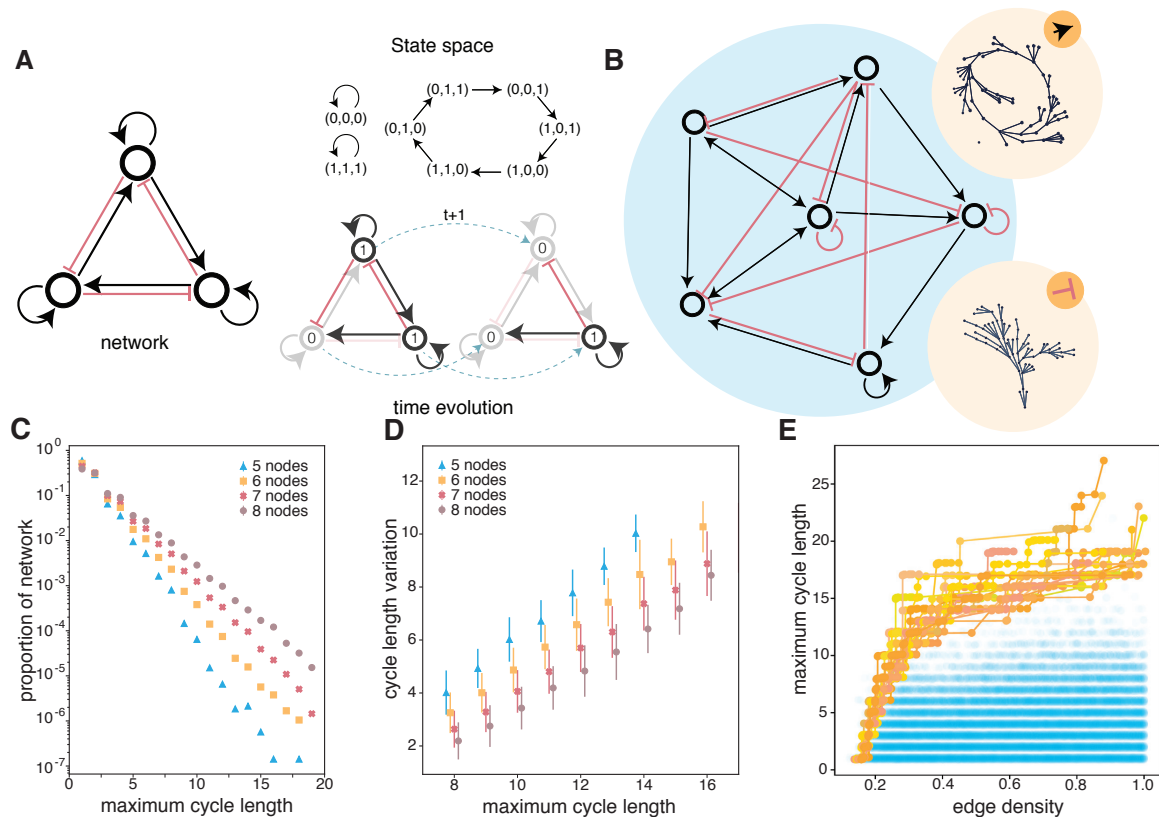 A
State space
(0,1,1)
(0,0,1)
(0,0,0)
(0,1,0)
(1,0,1)
(1,1,1)
(1,1,0)
(1,0,0)
network
t+1
1
0
0
1
0
1
time evolution
B
C
10^0
10^-1
10^-2
10^-3
10^-4
10^-5
10^-6
10^-7
proportion of network
5 nodes
6 nodes
7 nodes
8 nodes
0
5
10
15
20
maximum cycle length
D
12
10
8
6
4
2
cycle length variation
5 nodes
6 nodes
7 nodes
8 nodes
8
10
12
14
16
maximum cycle length
E
25
20
15
10
5
0
maximum cycle length
0.2
0.4
0.6
0.8
1.0
edge density